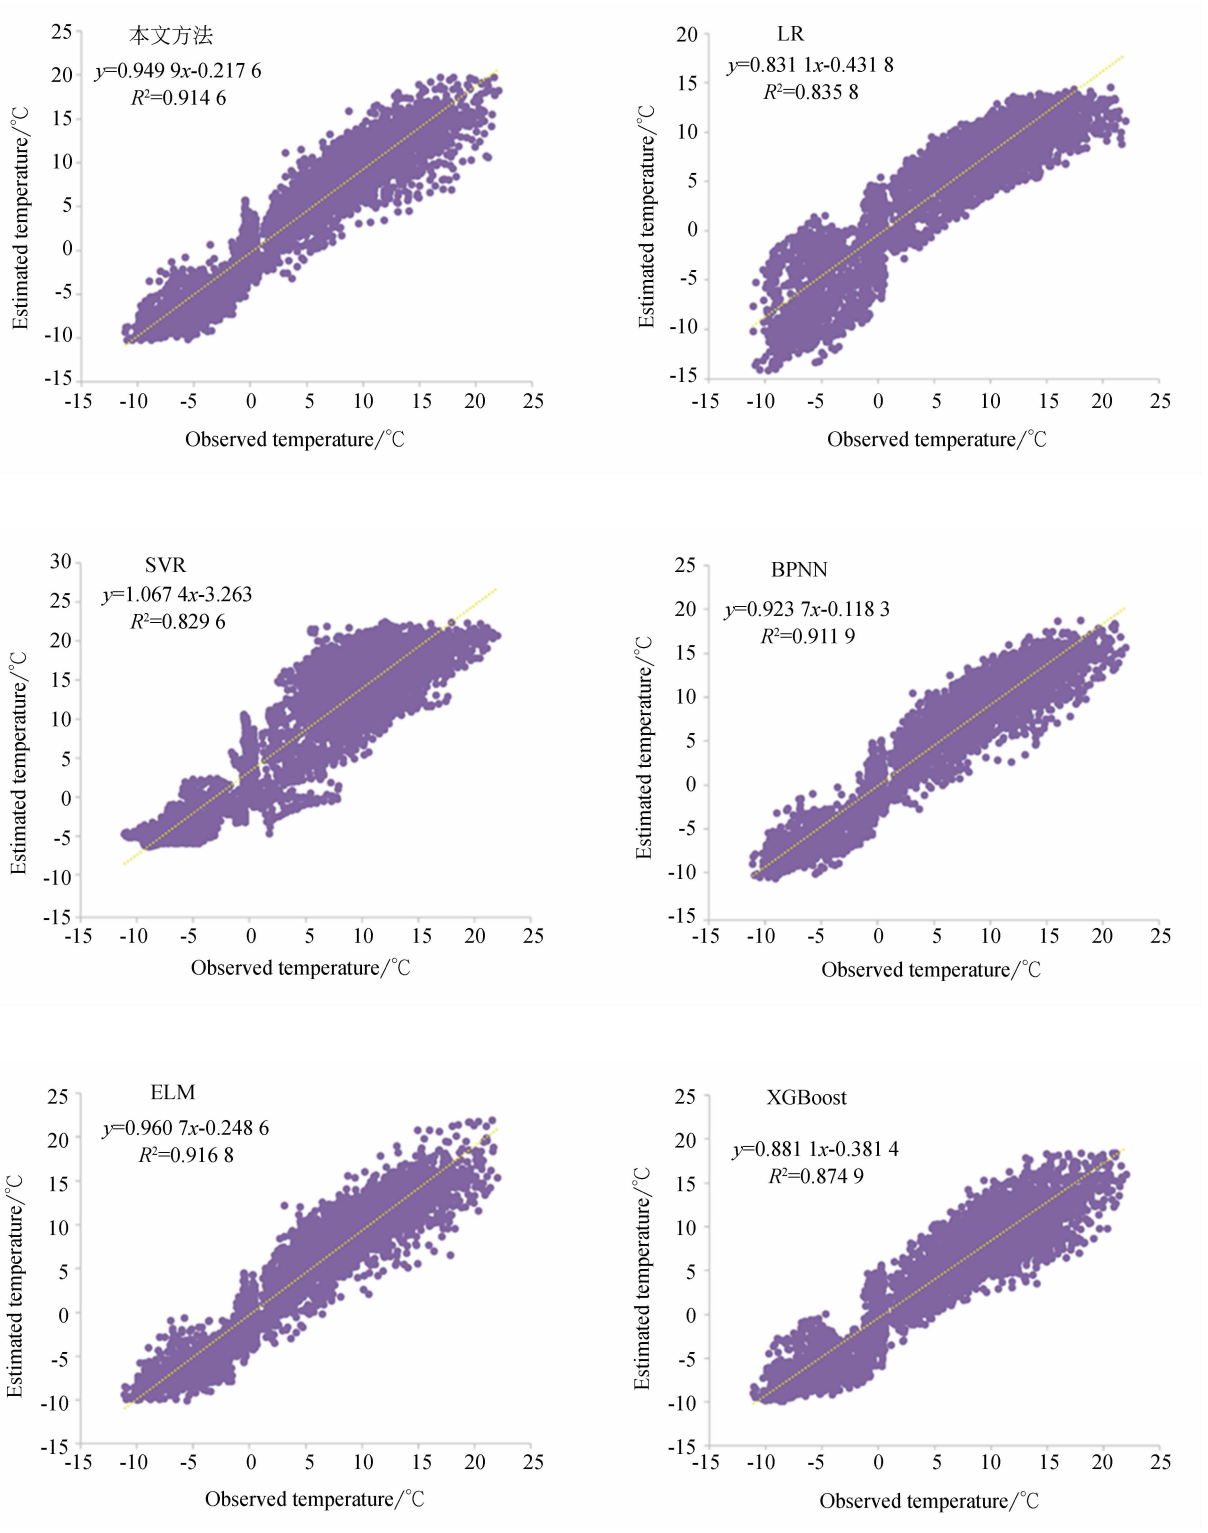 本文方法
y=0.949 9x-0.217 6
R²=0.914 6
25
20
15
10
5
0
-5
-10
-15
Estimated temperature/℃
-15 -10 -5 0 5 10 15 20 25
Observed temperature/℃
LR
y=0.831 1x-0.431 8
R²=0.835 8
20
15
10
5
0
-5
-10
-15
Estimated temperature/℃
-15 -10 -5 0 5 10 15 20 25
Observed temperature/℃
SVR
y=1.067 4x-3.263
R²=0.829 6
30
25
20
15
10
5
0
-5
-10
-15
Estimated temperature/℃
-15 -10 -5 0 5 10 15 20 25
Observed temperature/℃
BPNN
y=0.923 7x-0.118 3
R²=0.911 9
25
20
15
10
5
0
-5
-10
-15
Estimated temperature/℃
-15 -10 -5 0 5 10 15 20 25
Observed temperature/℃
ELM
y=0.960 7x-0.248 6
R²=0.916 8
25
20
15
10
5
0
-5
-10
-15
Estimated temperature/℃
-15 -10 -5 0 5 10 15 20 25
Observed temperature/℃
XGBoost
y=0.881 1x-0.381 4
R²=0.874 9
25
20
15
10
5
0
-5
-10
-15
Estimated temperature/℃
-15 -10 -5 0 5 10 15 20 25
Observed temperature/℃